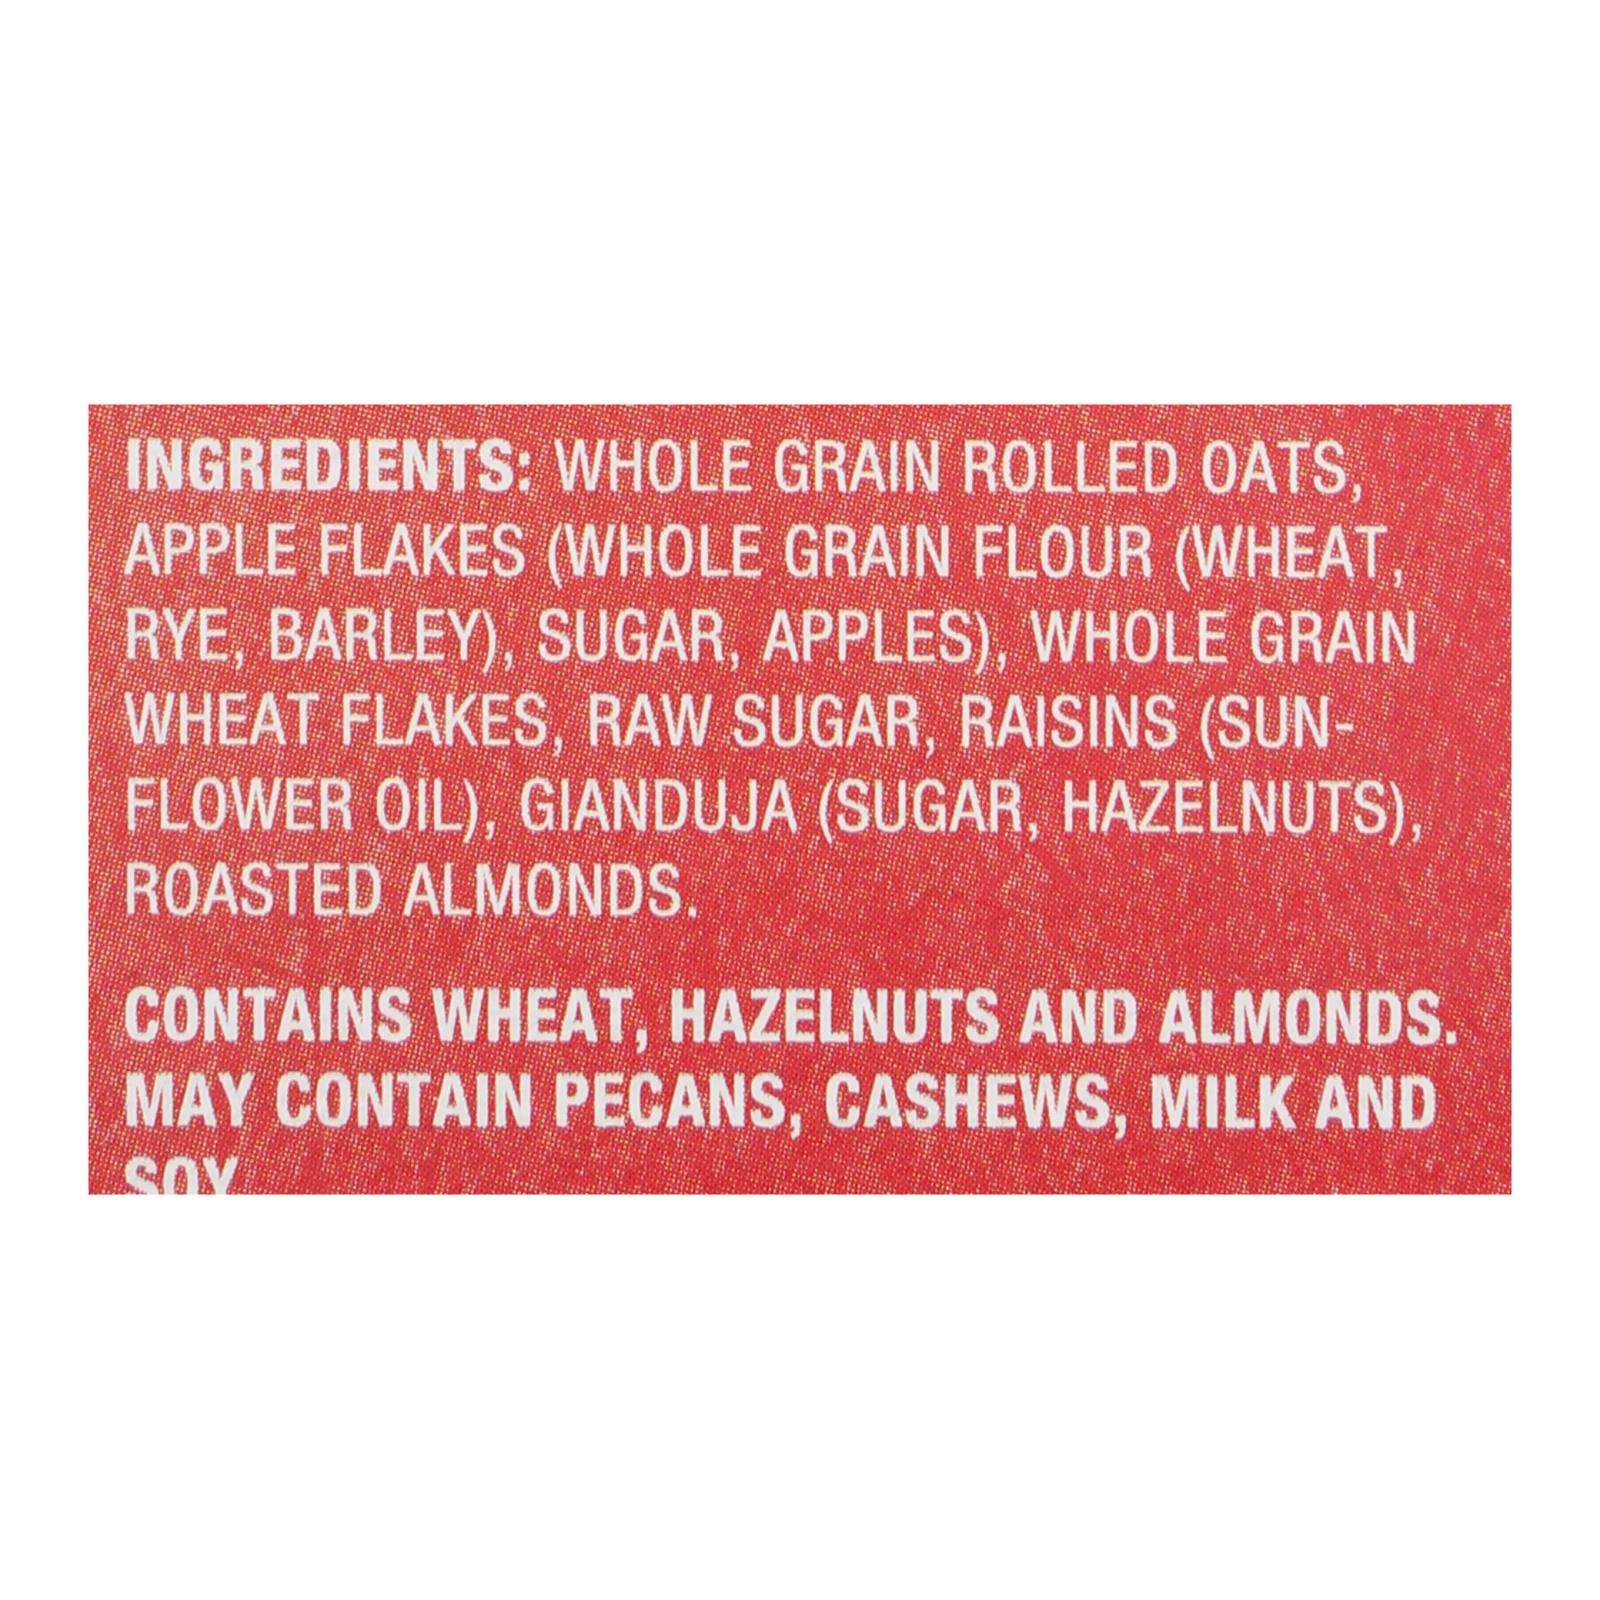 INGREDIENTS: WHOLE GRAIN ROLLED OATS,
APPLE FLAKES (WHOLE GRAIN FLOUR (WHEAT,
RYE, BARLEY), SUGAR, APPLES), WHOLE GRAIN
WHEAT FLAKES, RAW SUGAR, RAISINS (SUN-
FLOWER OIL), GIANDUJA (SUGAR, HAZELNUTS),
ROASTED ALMONDS.
CONTAINS WHEAT, HAZELNUTS AND ALMONDS.
MAY CONTAIN PECANS, CASHEWS, MILK AND
SOY